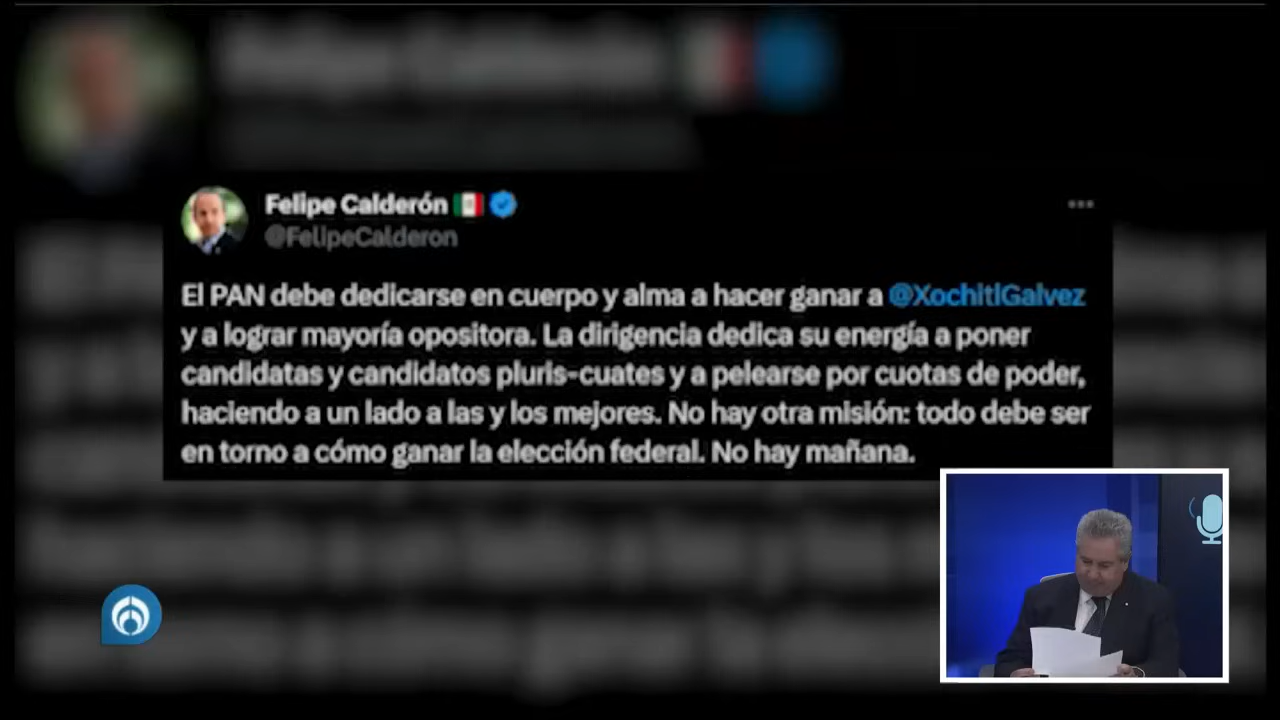 Felipe Calderón
@FelipeCalderon
El PAN debe dedicarse en cuerpo y alma a hacer ganar a @XochitlGalvez
y a lograr mayoría opositora. La dirigencia dedica su energía a poner
candidatas y candidatos pluris-cuates y a pelearse por cuotas de poder,
haciendo a un lado a las y los mejores. No hay otra misión: todo debe ser
en torno a cómo ganar la elección federal. No hay mañana.